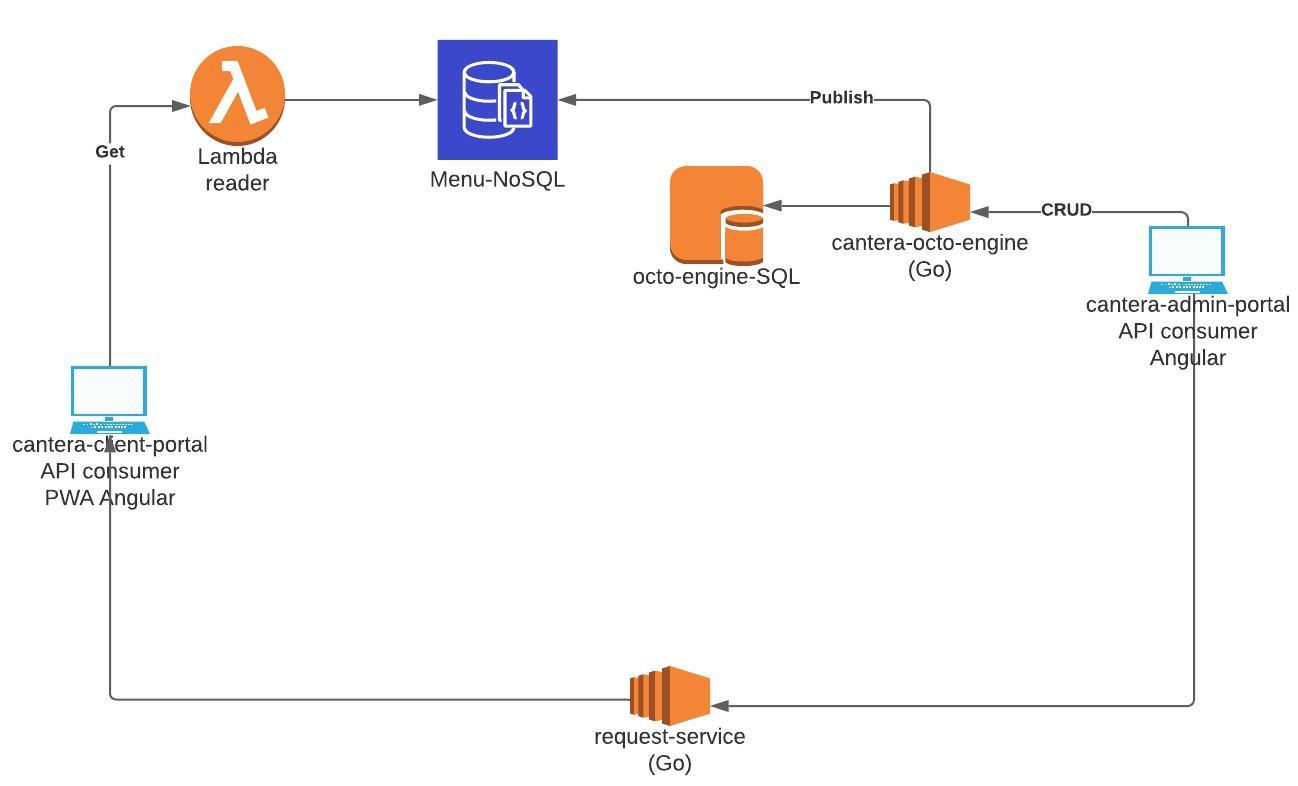 Publish
Get
Lambda
reader
Menu-NoSQL
CRUD
cantera-octo-engine
(Go)
octo-engine-SQL
cantera-admin-portal
API consumer
Angular
cantera-client-portal
API consumer
PWA Angular
request-service
(Go)